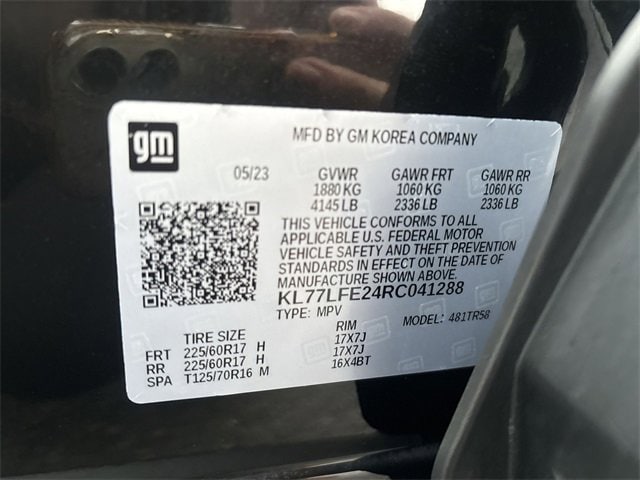 gm
MFD BY GM KOREA COMPANY
05/23 GVWR GAWR FRT GAWR RR
1880 KG 1060 KG 1060 KG
4145 LB 2336 LB 2336 LB
THIS VEHICLE CONFORMS TO ALL
APPLICABLE U.S. FEDERAL MOTOR
VEHICLE SAFETY AND THEFT PREVENTION
STANDARDS IN EFFECT ON THE DATE OF
MANUFACTURE SHOWN ABOVE.
KL77LFE24RC041288
TYPE: MPV MODEL: 481TR58
TIRE SIZE RIM
FRT 225/60R17 H 17X7J
RR 225/60R17 H 17X7J
SPA T125/70R16 M 16X4BT